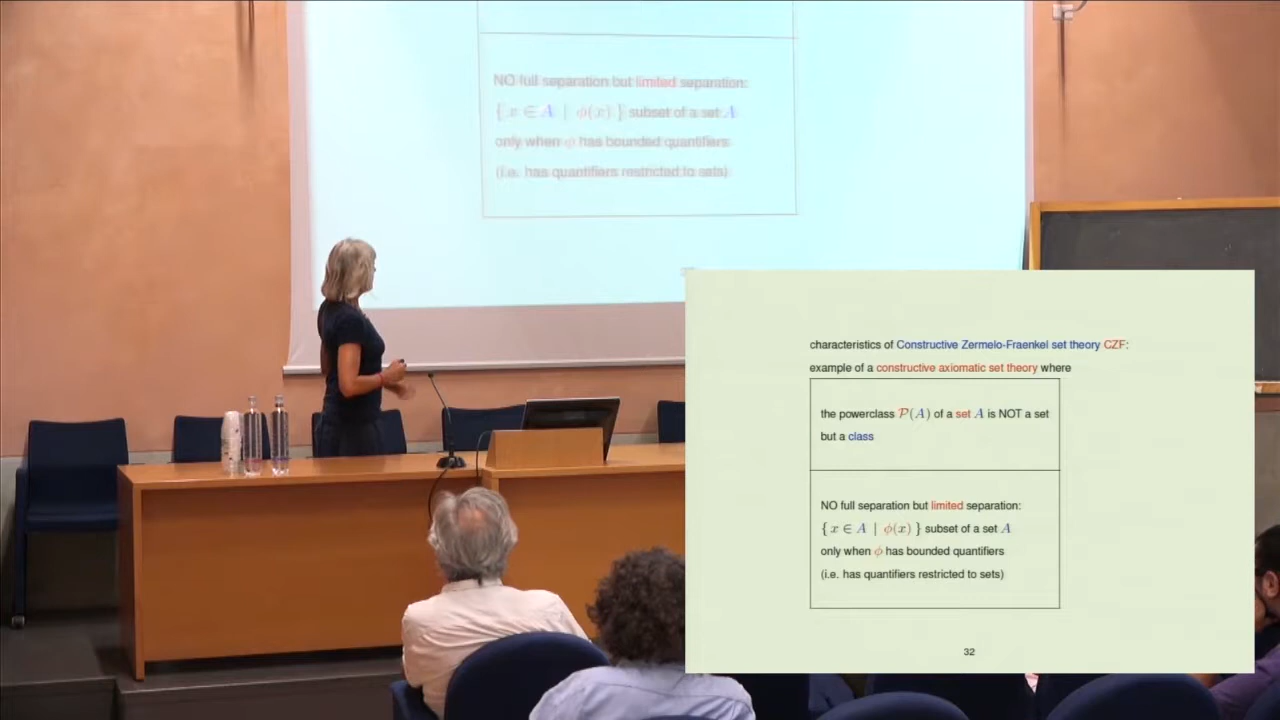 NO full separation but limited separation:
{ x ∈ A | φ(x) } subset of a set A
only when φ has bounded quantifiers
(i.e. has quantifiers restricted to sets)
characteristics of Constructive Zermelo-Fraenkel set theory CZF:
example of a constructive axiomatic set theory where
the powerclass P(A) of a set A is NOT a set
but a class
NO full separation but limited separation:
{ x ∈ A | φ(x) } subset of a set A
only when φ has bounded quantifiers
(i.e. has quantifiers restricted to sets)
32